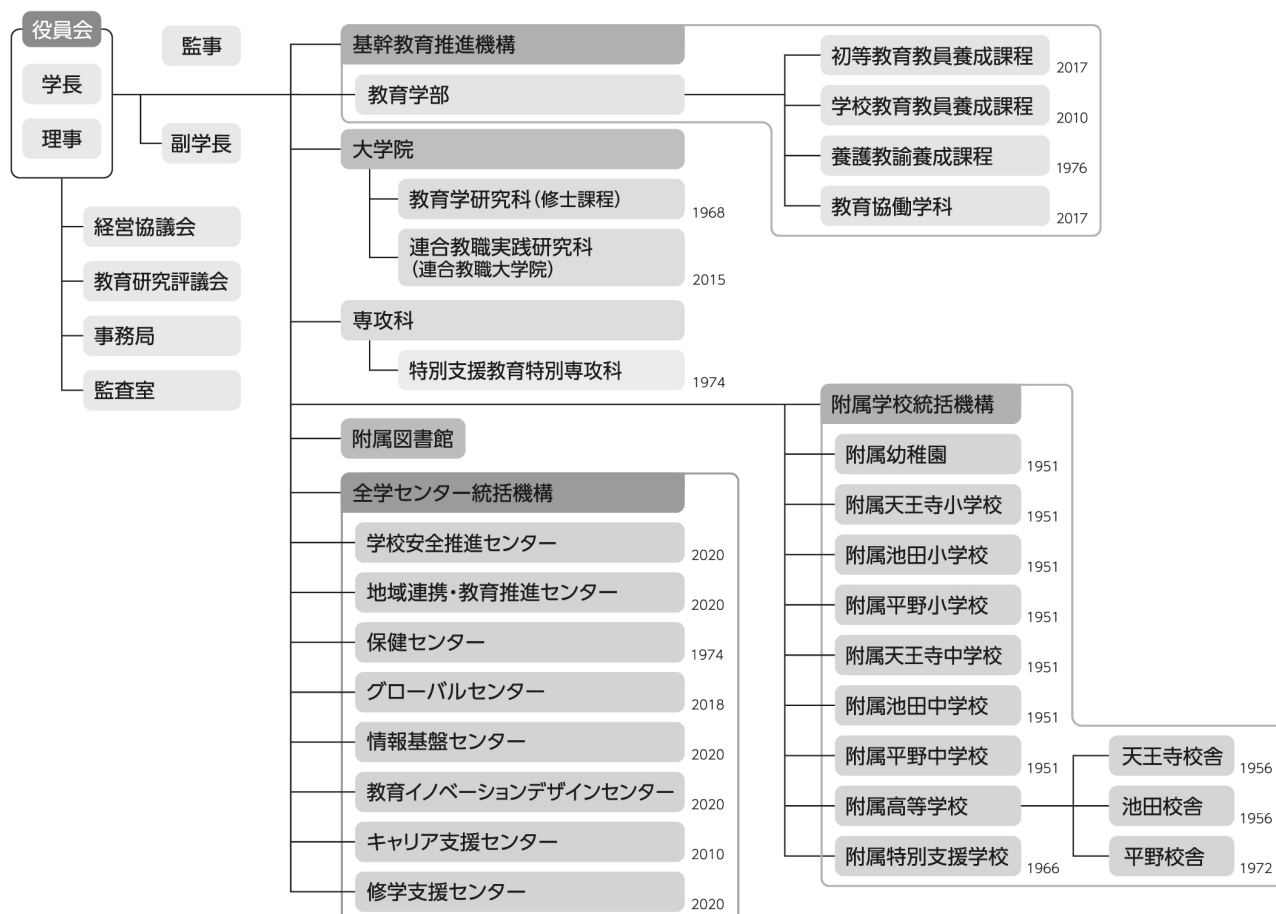 役員会
学長
理事
監事
副学長
経営協議会
教育研究評議会
事務局
監査室
基幹教育推進機構
教育学部
初等教育教員養成課程
2017
学校教育教員養成課程
2010
養護教諭養成課程
1976
教育協働学科
2017
大学院
教育学研究科(修士課程)
1968
連合教職実践研究科
(連合教職大学院)
2015
専攻科
特別支援教育特別専攻科
1974
附属図書館
全学センター統括機構
学校安全推進センター
2020
地域連携・教育推進センター
2020
保健センター
1974
グローバルセンター
2018
情報基盤センター
2020
教育イノベーションデザインセンター
2020
キャリア支援センター
2010
修学支援センター
2020
附属学校統括機構
附属幼稚園
1951
附属天王寺小学校
1951
附属池田小学校
1951
附属平野小学校
1951
附属天王寺中学校
1951
附属池田中学校
1951
附属平野中学校
1951
附属高等学校
天王寺校舎
1956
池田校舎
1956
平野校舎
1972
附属特別支援学校
1966